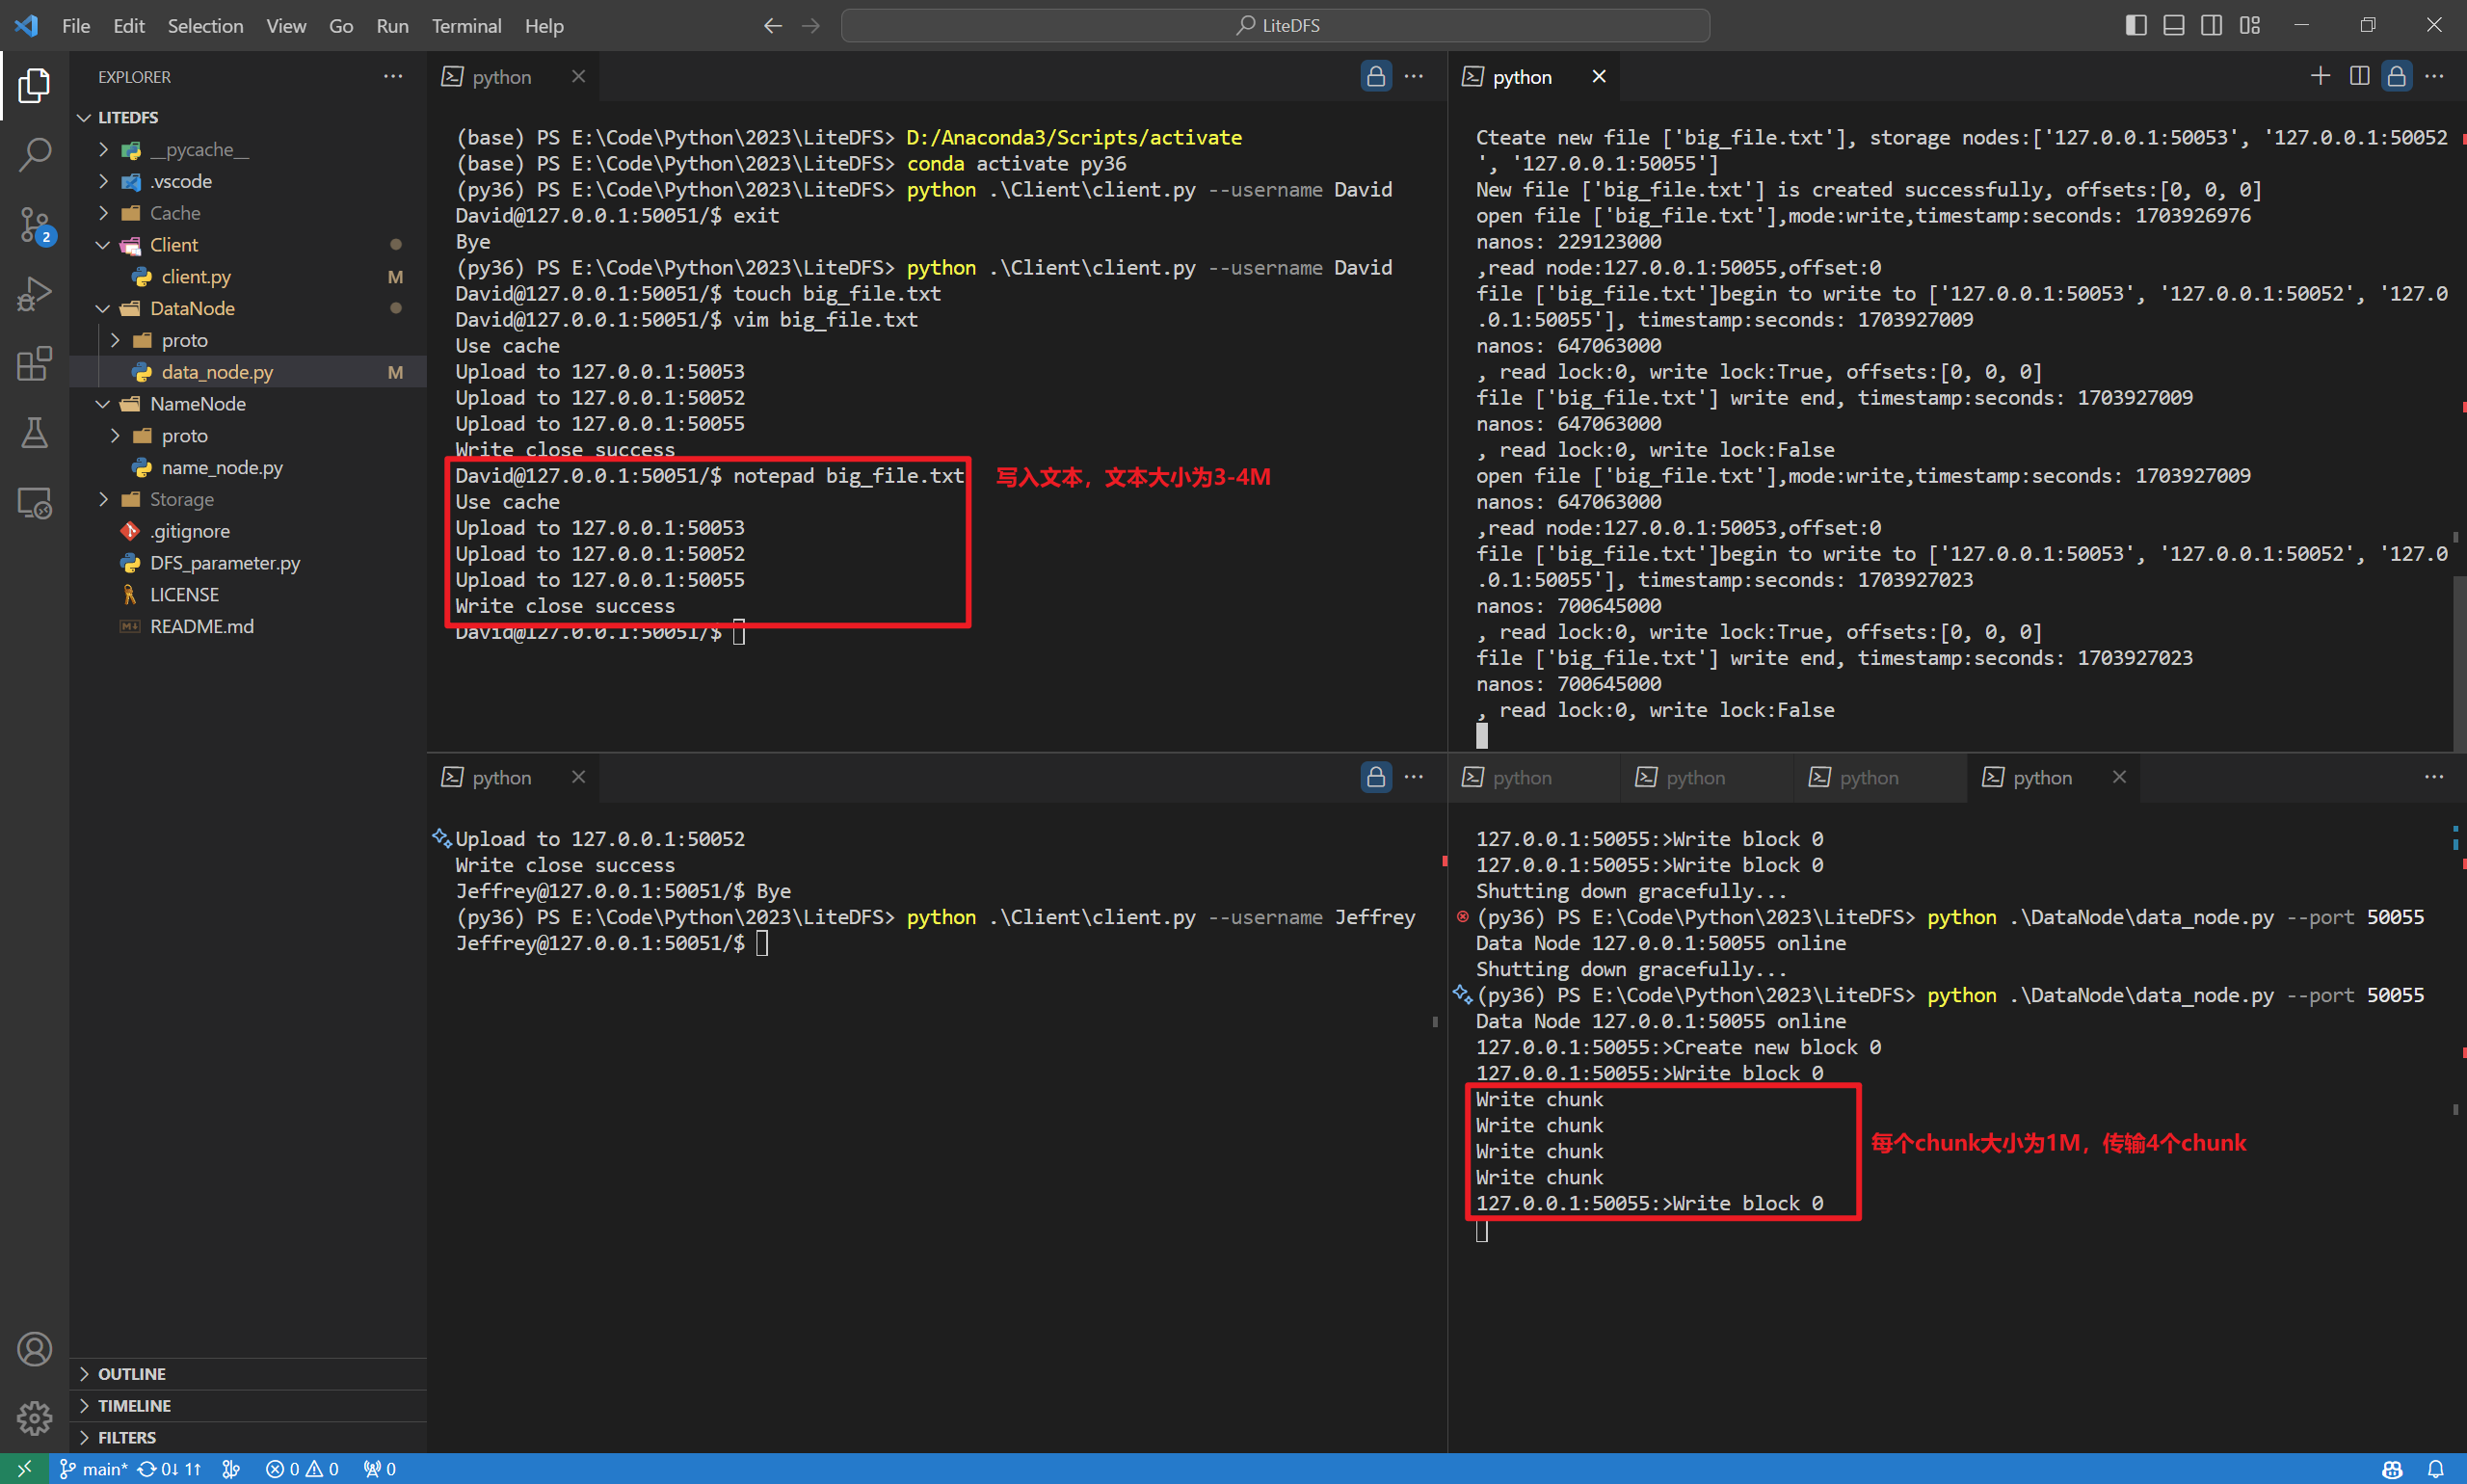 File Edit Selection View Go Run Terminal Help
LiteDFS
EXPLORER
LITEDFS
__pycache__
.vscode
Cache
Client
client.py M
DataNode
proto
data_node.py M
NameNode
proto
name_node.py
Storage
.gitignore
DFS_parameter.py
LICENSE
README.md
OUTLINE
TIMELINE
FILTERS
python
(base) PS E:\Code\Python\2023\LiteDFS> D:/Anaconda3/Scripts/activate
(base) PS E:\Code\Python\2023\LiteDFS> conda activate py36
(py36) PS E:\Code\Python\2023\LiteDFS> python .\Client\client.py --username David
David@127.0.0.1:50051/$ exit
Bye
(py36) PS E:\Code\Python\2023\LiteDFS> python .\Client\client.py --username David
David@127.0.0.1:50051/$ touch big_file.txt
David@127.0.0.1:50051/$ vim big_file.txt
Use cache
Upload to 127.0.0.1:50053
Upload to 127.0.0.1:50052
Upload to 127.0.0.1:50055
Write close success
David@127.0.0.1:50051/$ notepad big_file.txt
写入文本，文本大小为3-4M
Use cache
Upload to 127.0.0.1:50053
Upload to 127.0.0.1:50052
Upload to 127.0.0.1:50055
Write close success
David@127.0.0.1:50051/$
python
Cteate new file ['big_file.txt'], storage nodes:['127.0.0.1:50053', '127.0.0.1:50052
', '127.0.0.1:50055']
New file ['big_file.txt'] is created successfully, offsets:[0, 0, 0]
open file ['big_file.txt'],mode:write,timestamp:seconds: 1703926976
nanos: 229123000
,read node:127.0.0.1:50055,offset:0
file ['big_file.txt']begin to write to ['127.0.0.1:50053', '127.0.0.1:50052', '127.0
.0.1:50055'], timestamp:seconds: 1703927009
nanos: 647063000
, read lock:0, write lock:True, offsets:[0, 0, 0]
file ['big_file.txt'] write end, timestamp:seconds: 1703927009
nanos: 647063000
, read lock:0, write lock:False
open file ['big_file.txt'],mode:write,timestamp:seconds: 1703927009
nanos: 647063000
,read node:127.0.0.1:50053,offset:0
file ['big_file.txt']begin to write to ['127.0.0.1:50053', '127.0.0.1:50052', '127.0
.0.1:50055'], timestamp:seconds: 1703927023
nanos: 700645000
, read lock:0, write lock:True, offsets:[0, 0, 0]
file ['big_file.txt'] write end, timestamp:seconds: 1703927023
nanos: 700645000
, read lock:0, write lock:False
python
Upload to 127.0.0.1:50052
Write close success
Jeffrey@127.0.0.1:50051/$ Bye
(py36) PS E:\Code\Python\2023\LiteDFS> python .\Client\client.py --username Jeffrey
Jeffrey@127.0.0.1:50051/$
python python python python
127.0.0.1:50055:>Write block 0
127.0.0.1:50055:>Write block 0
Shutting down gracefully...
(py36) PS E:\Code\Python\2023\LiteDFS> python .\DataNode\data_node.py --port 50055
Data Node 127.0.0.1:50055 online
Shutting down gracefully...
(py36) PS E:\Code\Python\2023\LiteDFS> python .\DataNode\data_node.py --port 50055
Data Node 127.0.0.1:50055 online
127.0.0.1:50055:>Create new block 0
127.0.0.1:50055:>Write block 0
Write chunk
Write chunk
每个chunk大小为1M，传输4个chunk
Write chunk
Write chunk
127.0.0.1:50055:>Write block 0
2
main* 0↓ 1↑ 0 0 0